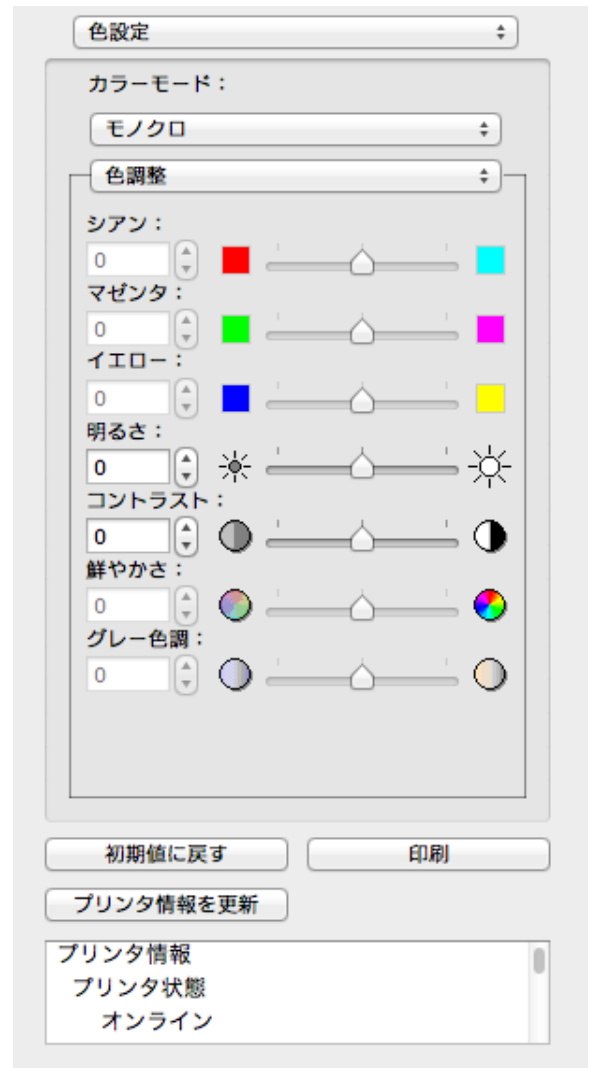 色設定
カラーモード：
モノクロ
色調整
シアン：
0
マゼンタ：
0
イエロー：
0
明るさ：
0
コントラスト：
0
鮮やかさ：
0
グレー色調：
0
初期値に戻す
印刷
プリンタ情報を更新
プリンタ情報
プリンタ状態
オンライン